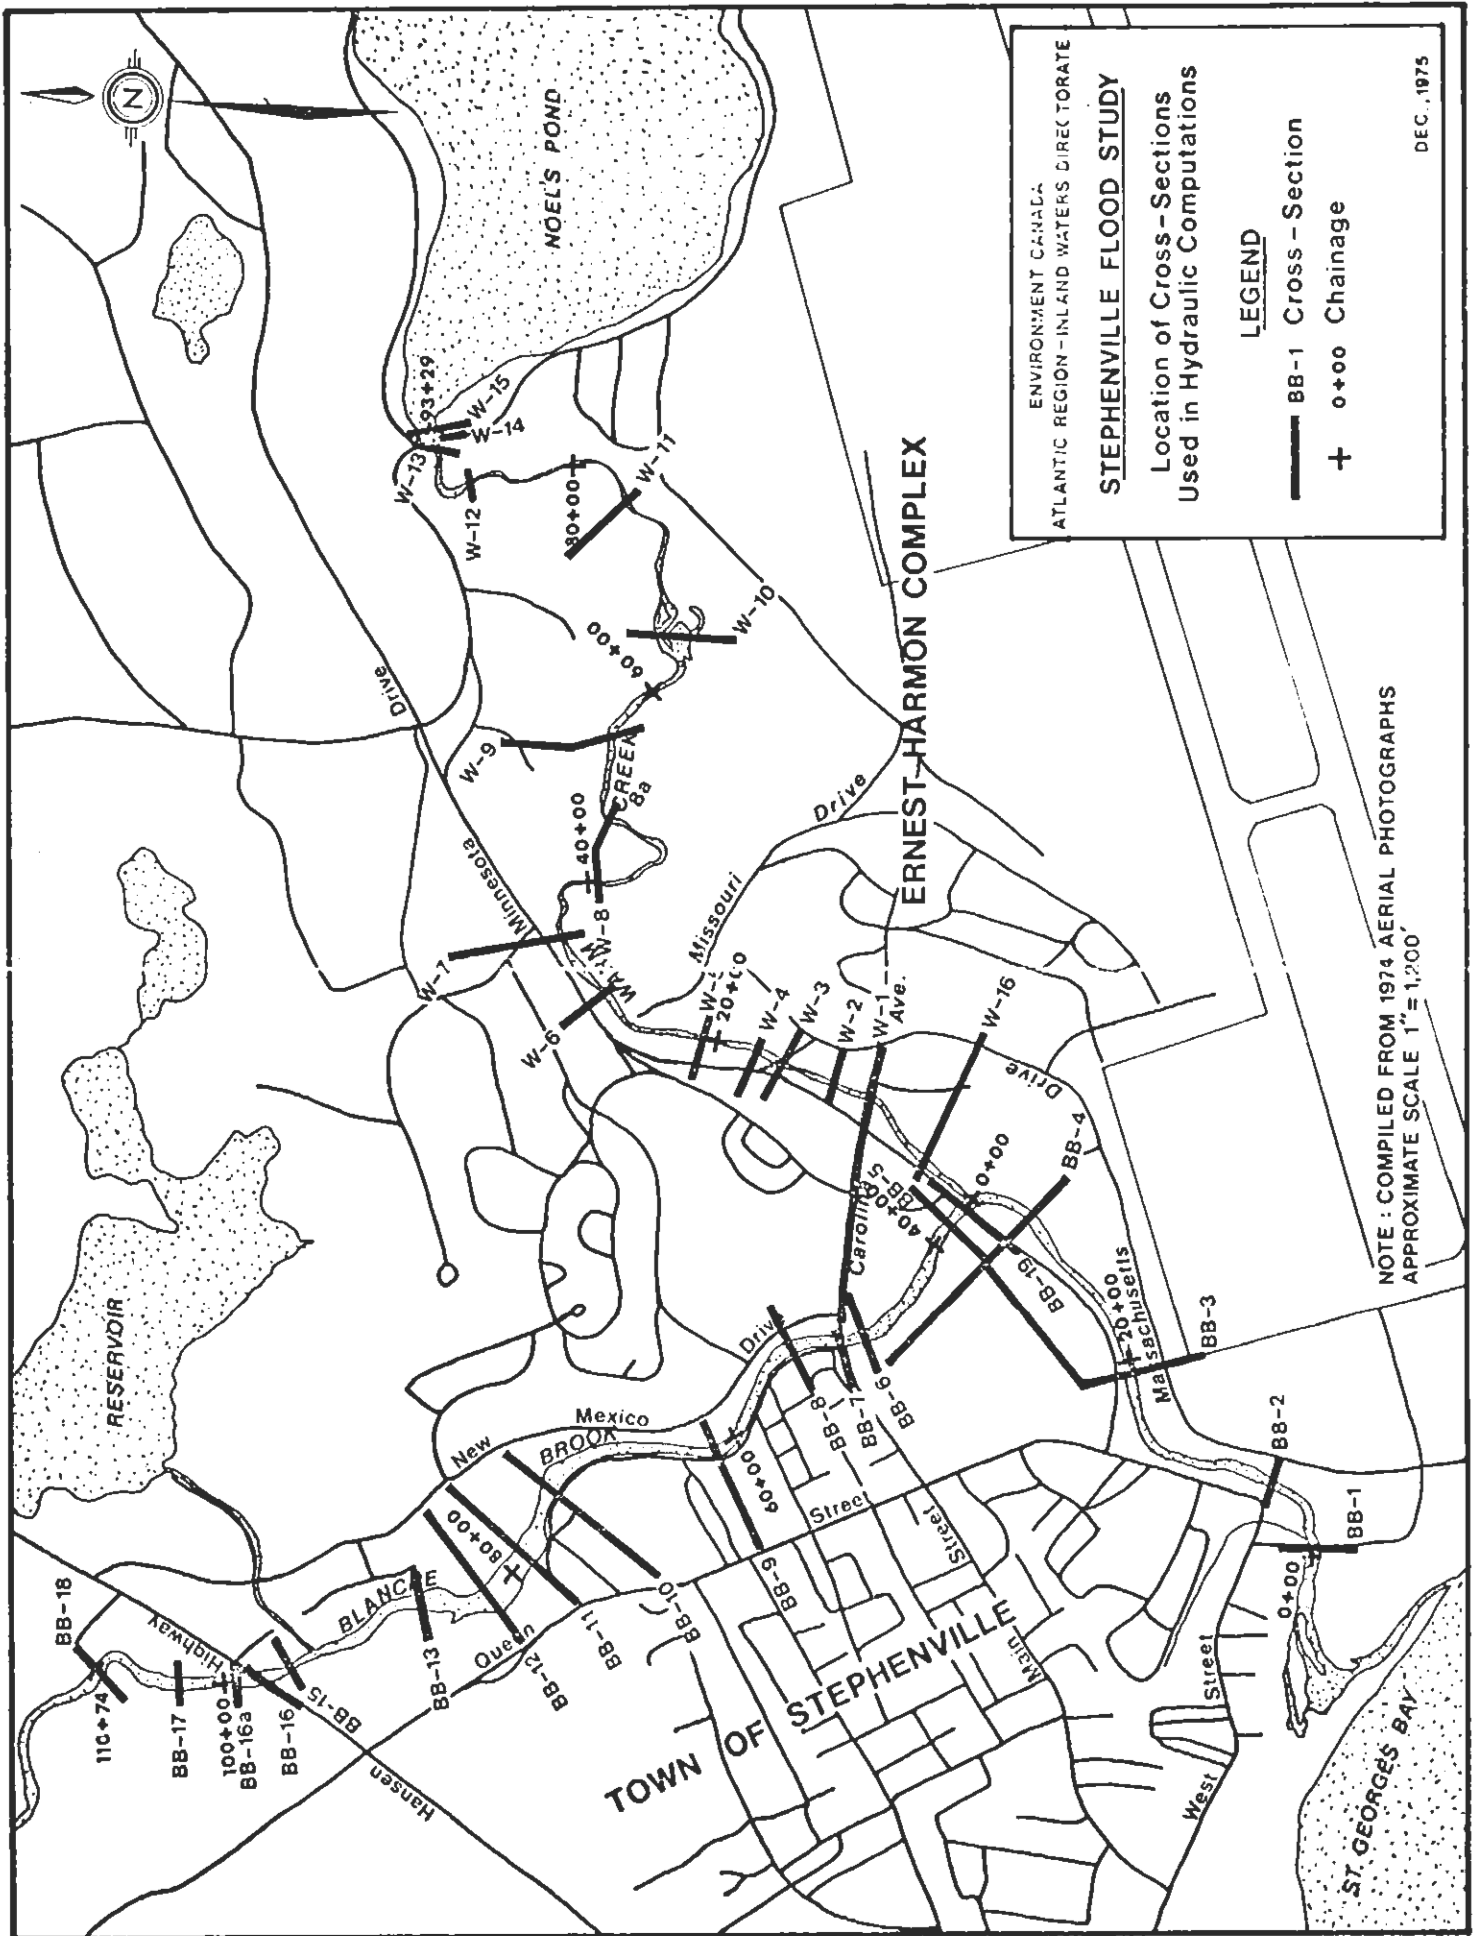 N
NOEL'S POND
RESERVOIR
ENVIRONMENT CANADA
ATLANTIC REGION-INLAND WATERS DIRECTORATE
STEPHENVILLE FLOOD STUDY
Location of Cross-Sections
Used in Hydraulic Computations
LEGEND
BB-1 Cross-Section
0+00 Chainage
DEC., 1975
NOTE : COMPILED FROM 1974 AERIAL PHOTOGRAPHS
APPROXIMATE SCALE 1"= 1,200'
ERNEST HARMON COMPLEX
TOWN OF STEPHENVILLE
ST. GEORGES BAY
93+29
W-15
W-14
W-13
W-12
80+00
W-11
W-10
60+00
W-9
CREEK
8a
40+00
W-8
W-7
W-6
20+00
W-4
W-3
W-2
W-1
Ave.
W-16
Minnesota
Drive
Missouri
Drive
Carolina
Drive
0+00
BB-4
BB-5
40+00
BB-19
20+00
Massachusetts
BB-3
BB-2
BB-1
0+00
BB-6
BB-7
BB-8
New
Mexico
Drive
BROOK
BLANCHE
60+00
BB-9
BB-10
BB-11
80+00
BB-12
BB-13
Queen
Street
Main
Street
West
Street
Hansen
Highway
BB-15
BB-16
BB-16a
100+00
BB-17
110+74
BB-18